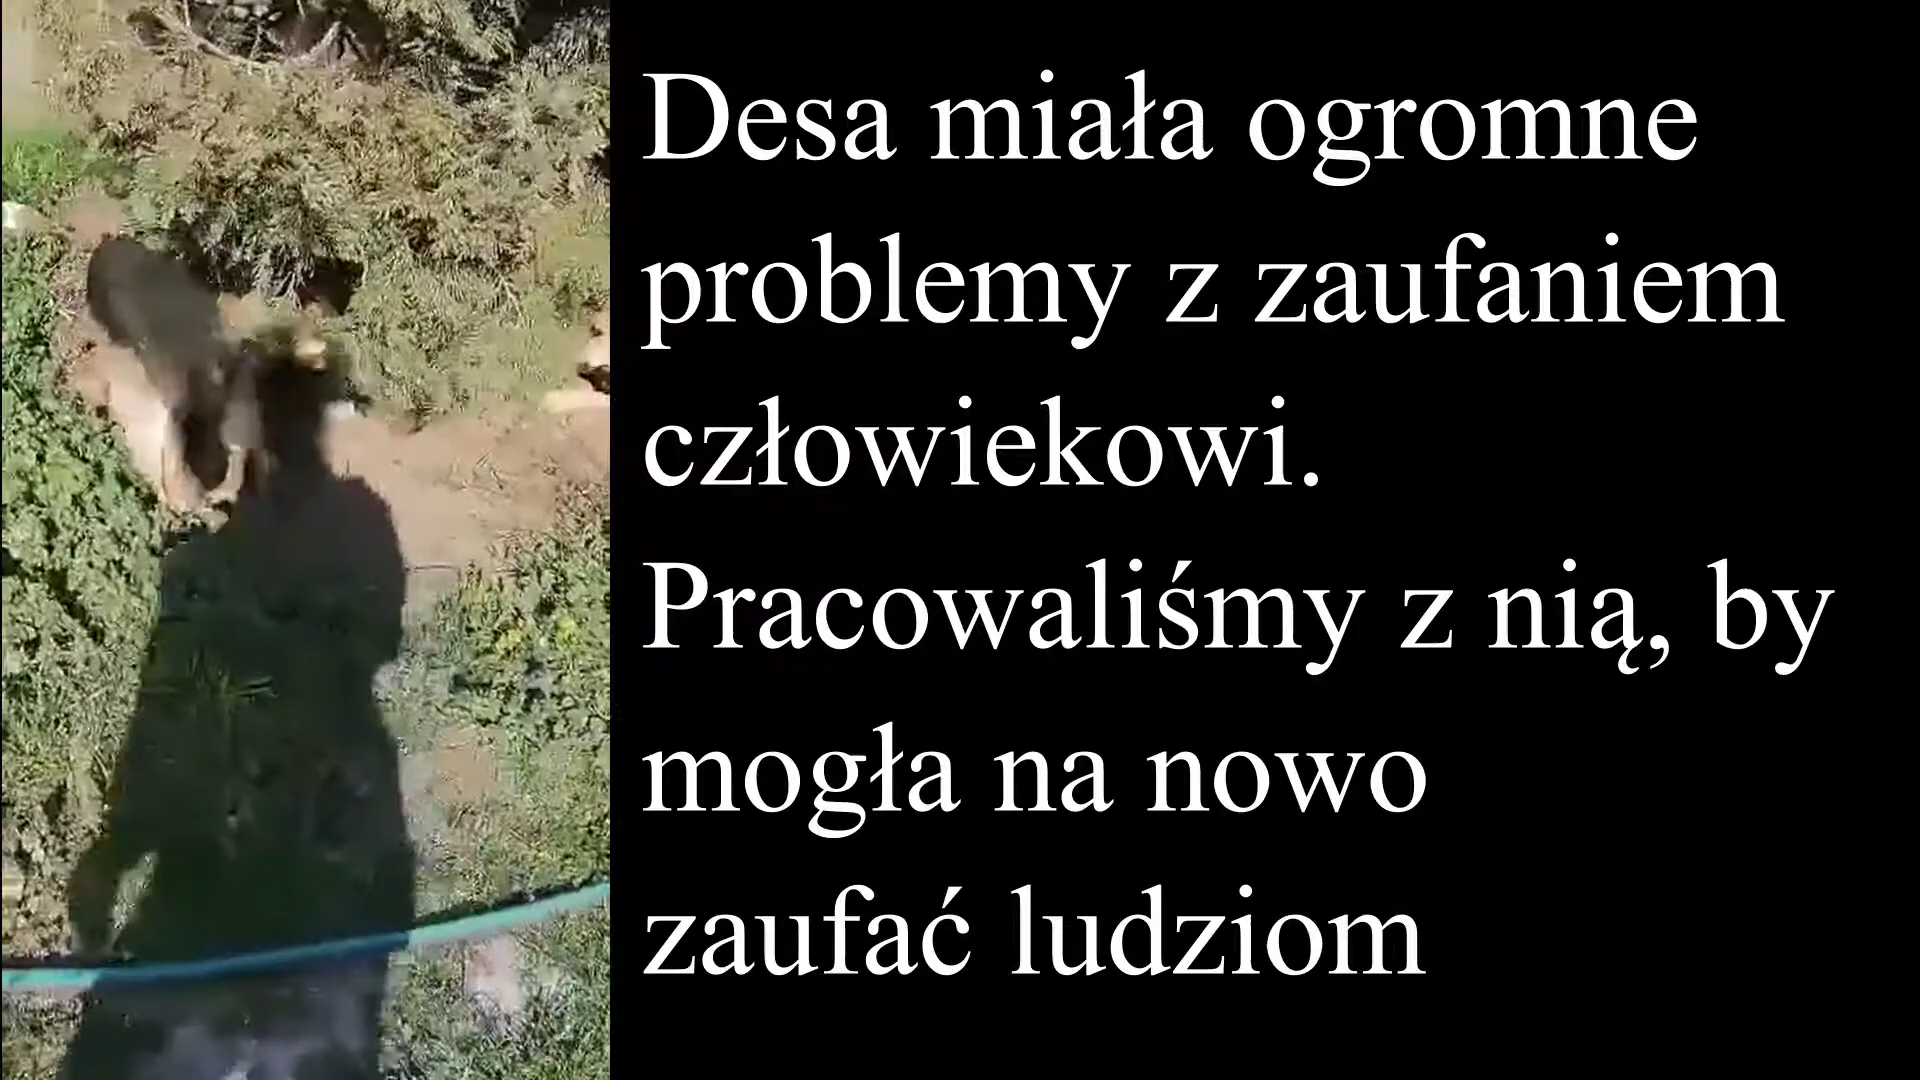 Desa miała ogromne
problemy z zaufaniem
człowiekowi.
Pracowaliśmy z nią, by
mogła na nowo
zaufać ludziom